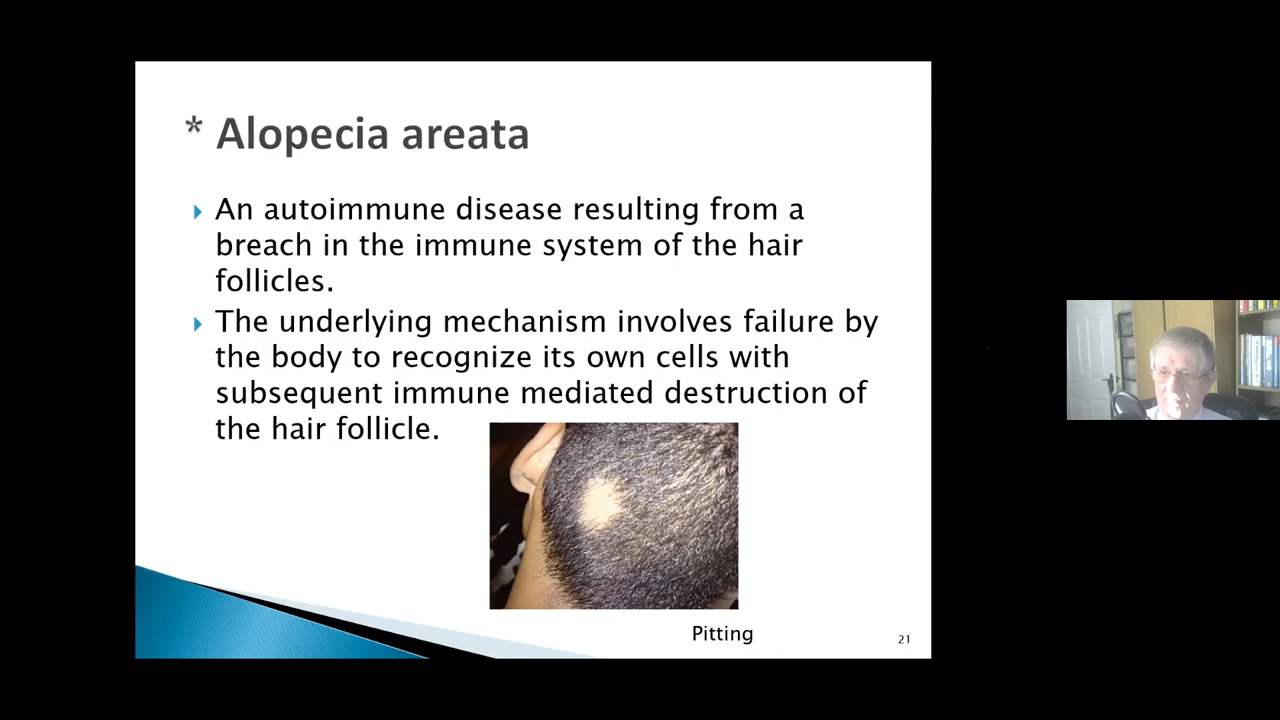 * Alopecia areata
An autoimmune disease resulting from a
breach in the immune system of the hair
follicles.
The underlying mechanism involves failure by
the body to recognize its own cells with
subsequent immune mediated destruction of
the hair follicle.
Pitting
21